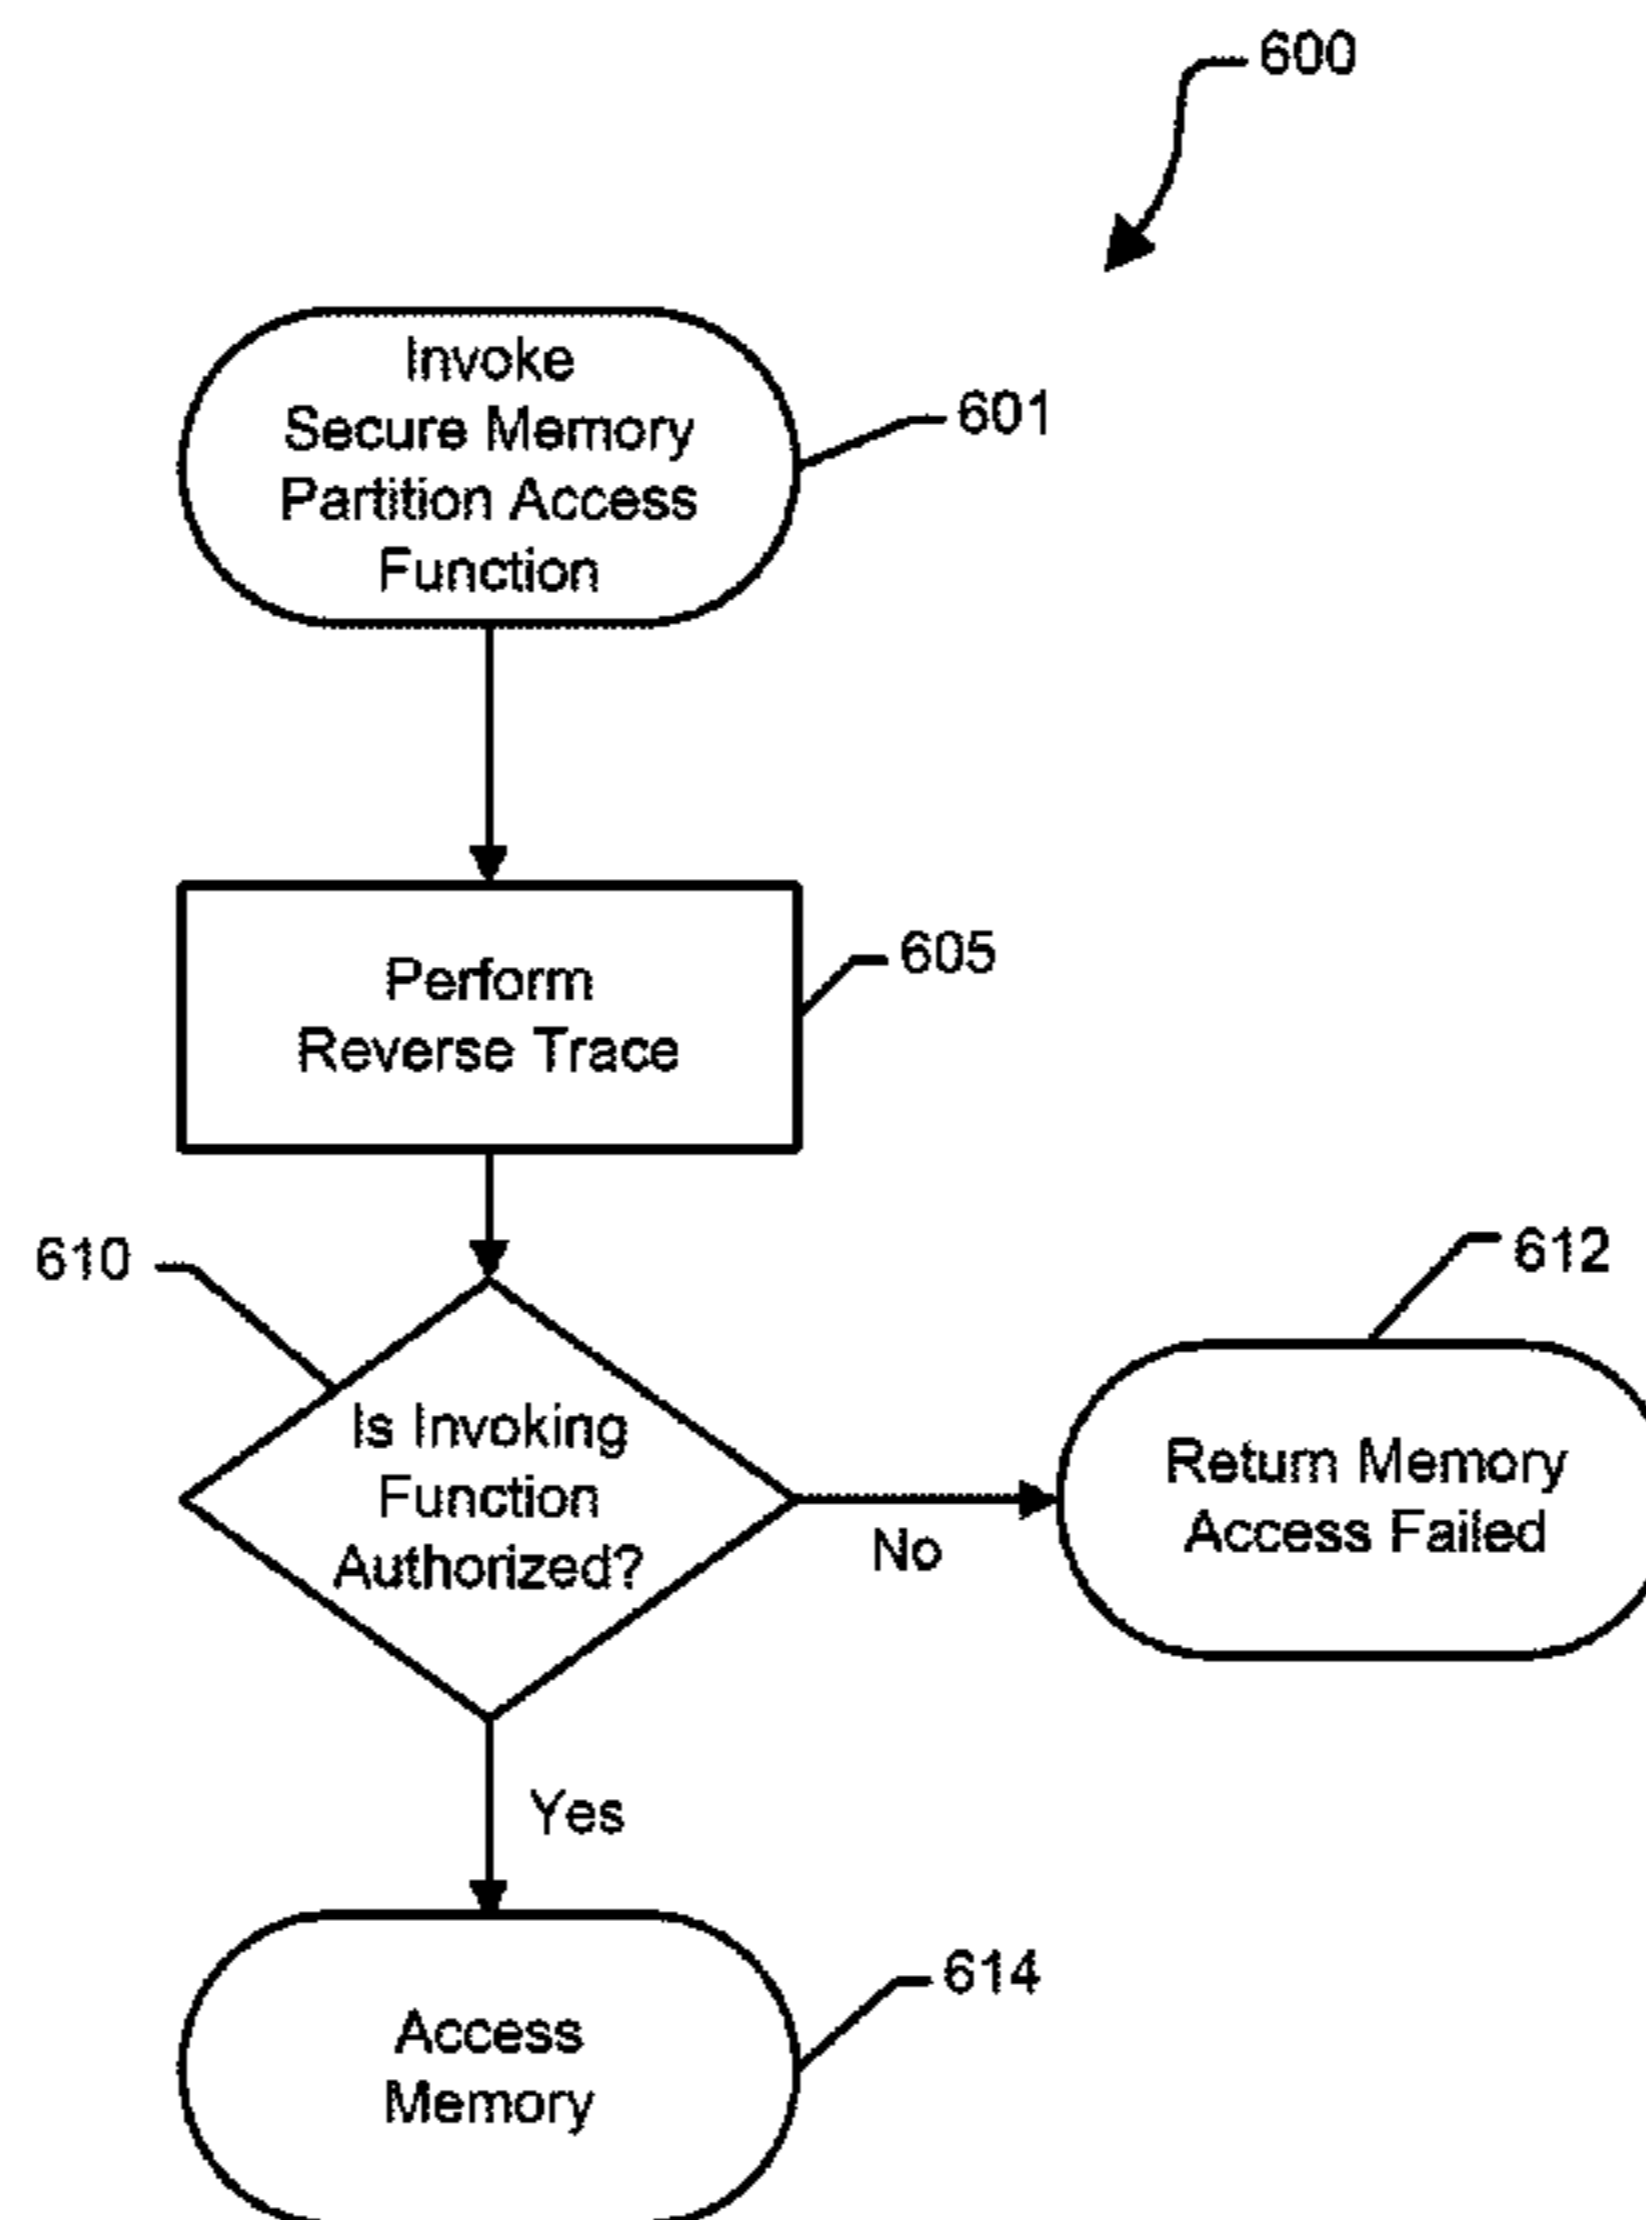 600
Invoke
Secure Memory
Partition Access
Function
601
Perform
Reverse Trace
605
610
612
Is Invoking
Function
Authorized?
No
Return Memory
Access Failed
Yes
614
Access
Memory